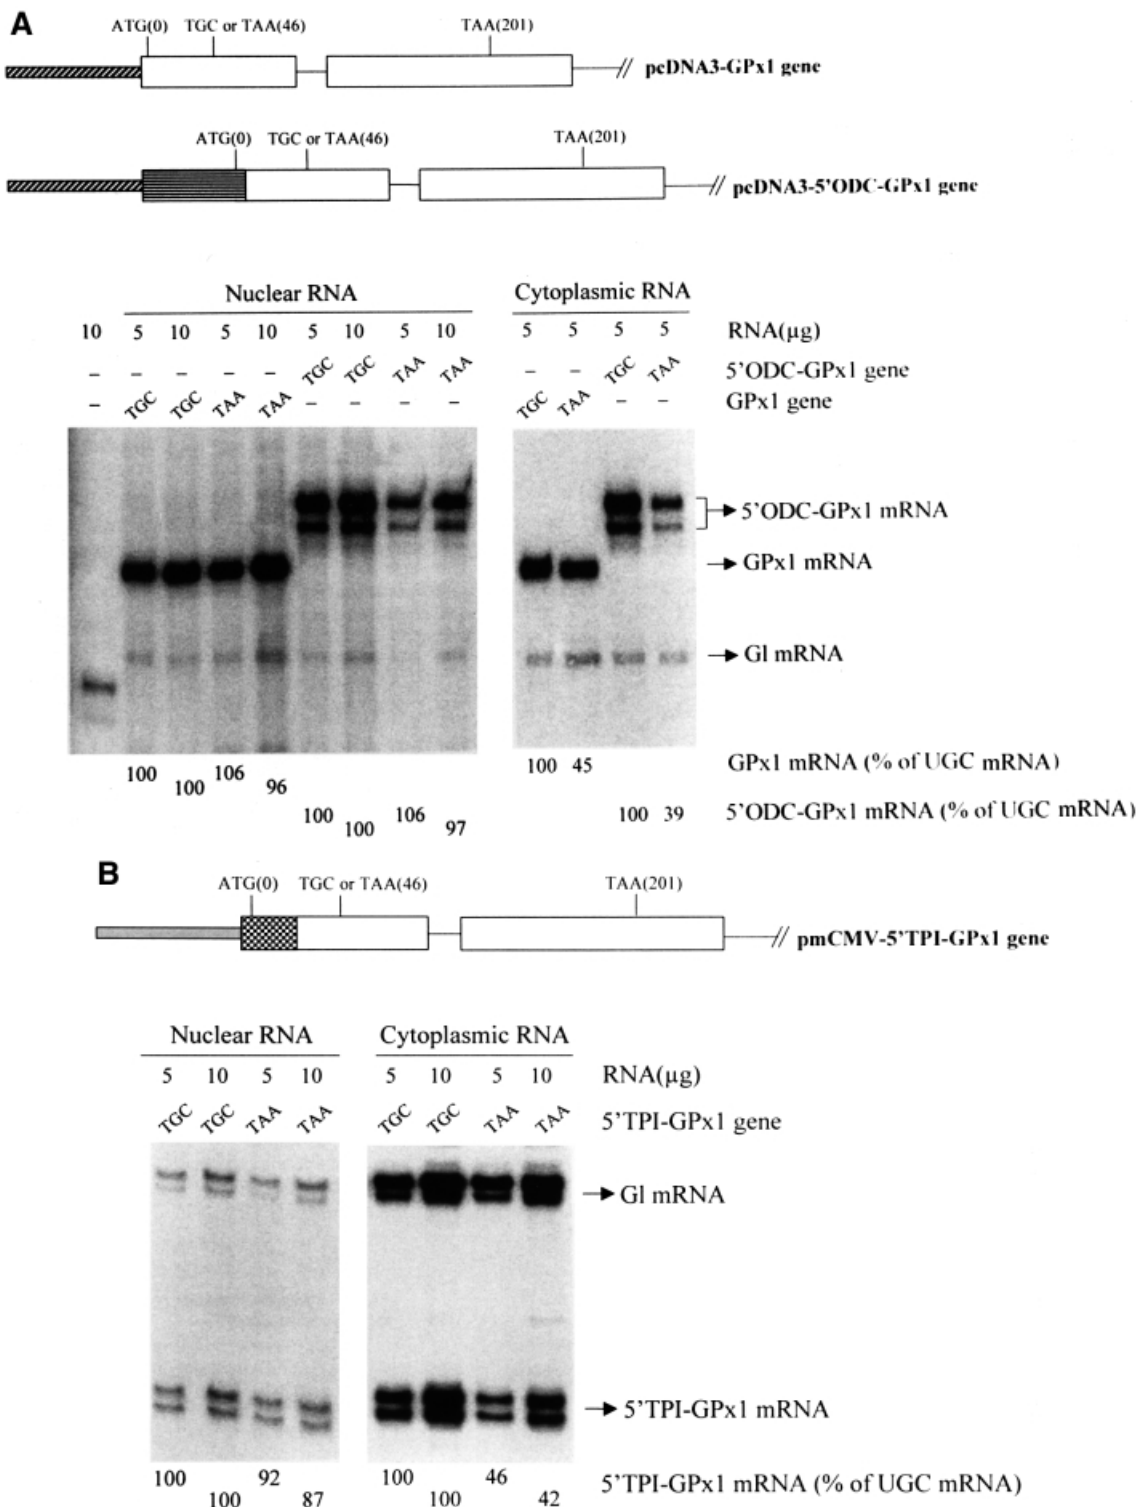 A
ATG(0) TGC or TAA(46) TAA(201)
pcDNA3-GPx1 gene
ATG(0) TGC or TAA(46) TAA(201)
pcDNA3-5'ODC-GPx1 gene
Nuclear RNA Cytoplasmic RNA
10 5 10 5 10 5 10 5 10 5 5 5 5 RNA(µg)
– – – – – TGC TGC TAA TAA – – TGC TAA 5'ODC-GPx1 gene
– TGC TGC TAA TAA – – – – TGC TAA – – GPx1 gene
5'ODC-GPx1 mRNA
GPx1 mRNA
Gl mRNA
100 100 106 96 100 45 GPx1 mRNA (% of UGC mRNA)
100 100 106 97 100 39 5'ODC-GPx1 mRNA (% of UGC mRNA)
B
ATG(0) TGC or TAA(46) TAA(201)
pmCMV-5'TPI-GPx1 gene
Nuclear RNA Cytoplasmic RNA
5 10 5 10 5 10 5 10 RNA(µg)
TGC TGC TAA TAA TGC TGC TAA TAA 5'TPI-GPx1 gene
Gl mRNA
5'TPI-GPx1 mRNA
100 100 92 87 100 100 46 42 5'TPI-GPx1 mRNA (% of UGC mRNA)